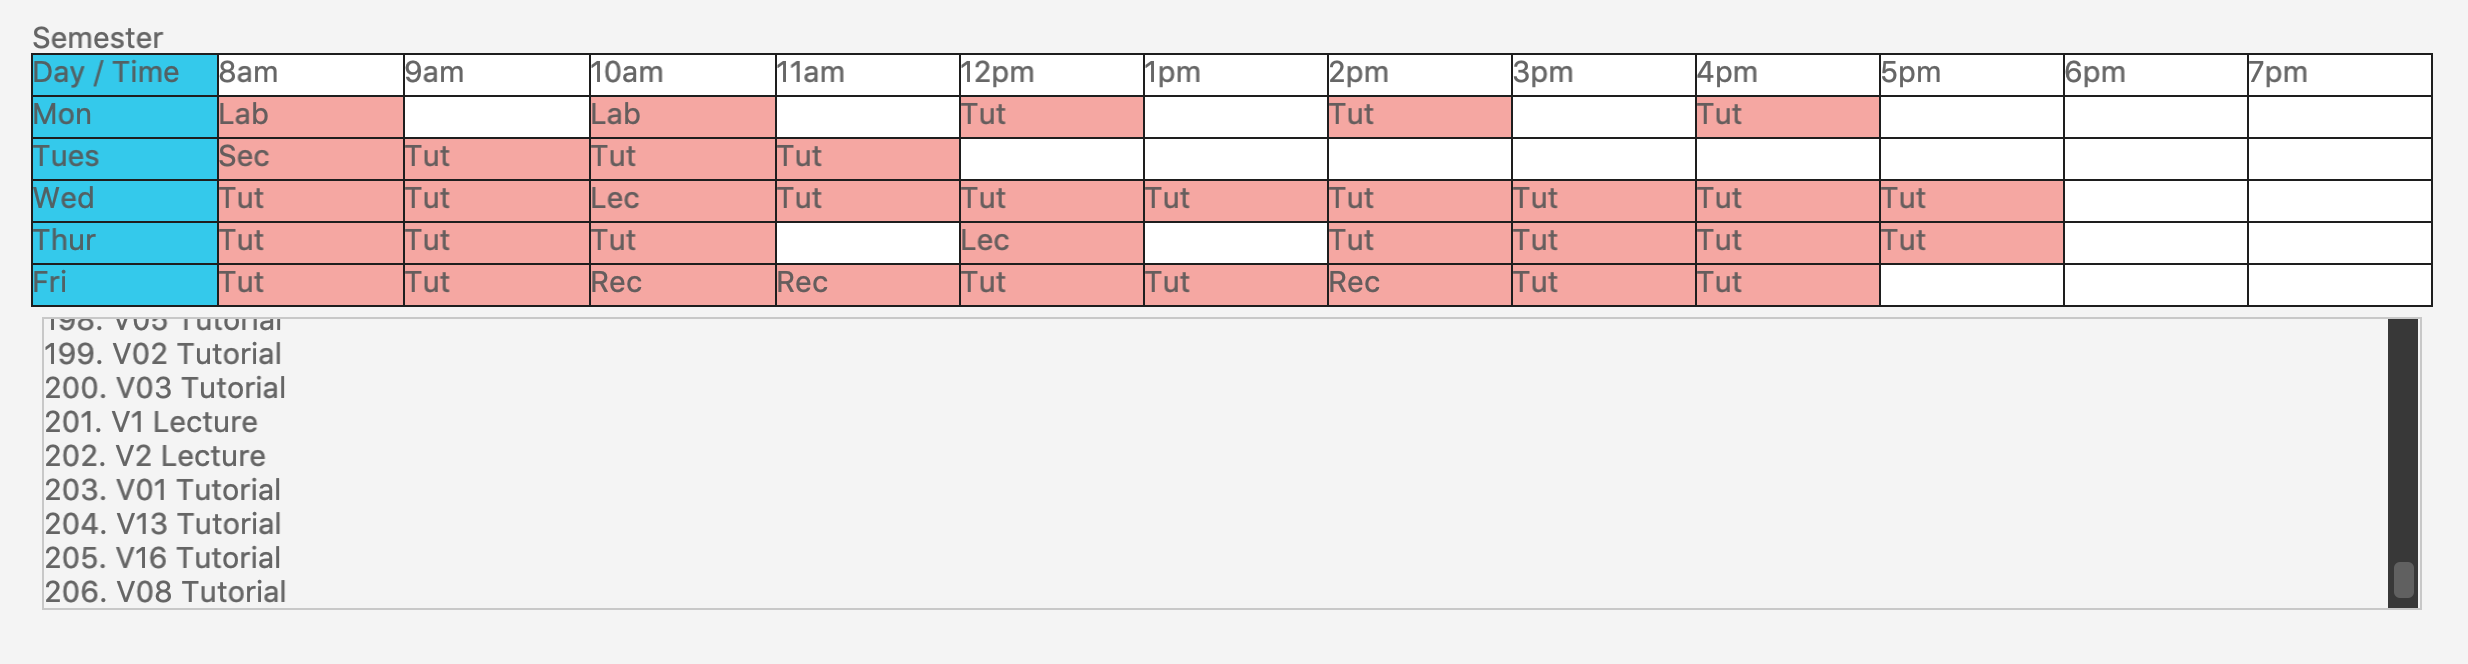 Semester
Day / Time 8am 9am 10am 11am 12pm 1pm 2pm 3pm 4pm 5pm 6pm 7pm
Mon Lab Lab Tut Tut Tut
Tues Sec Tut Tut Tut
Wed Tut Tut Lec Tut Tut Tut Tut Tut Tut Tut
Thur Tut Tut Tut Lec Tut Tut Tut Tut
Fri Tut Tut Rec Rec Tut Tut Rec Tut Tut
198. V05 Tutorial
199. V02 Tutorial
200. V03 Tutorial
201. V1 Lecture
202. V2 Lecture
203. V01 Tutorial
204. V13 Tutorial
205. V16 Tutorial
206. V08 Tutorial